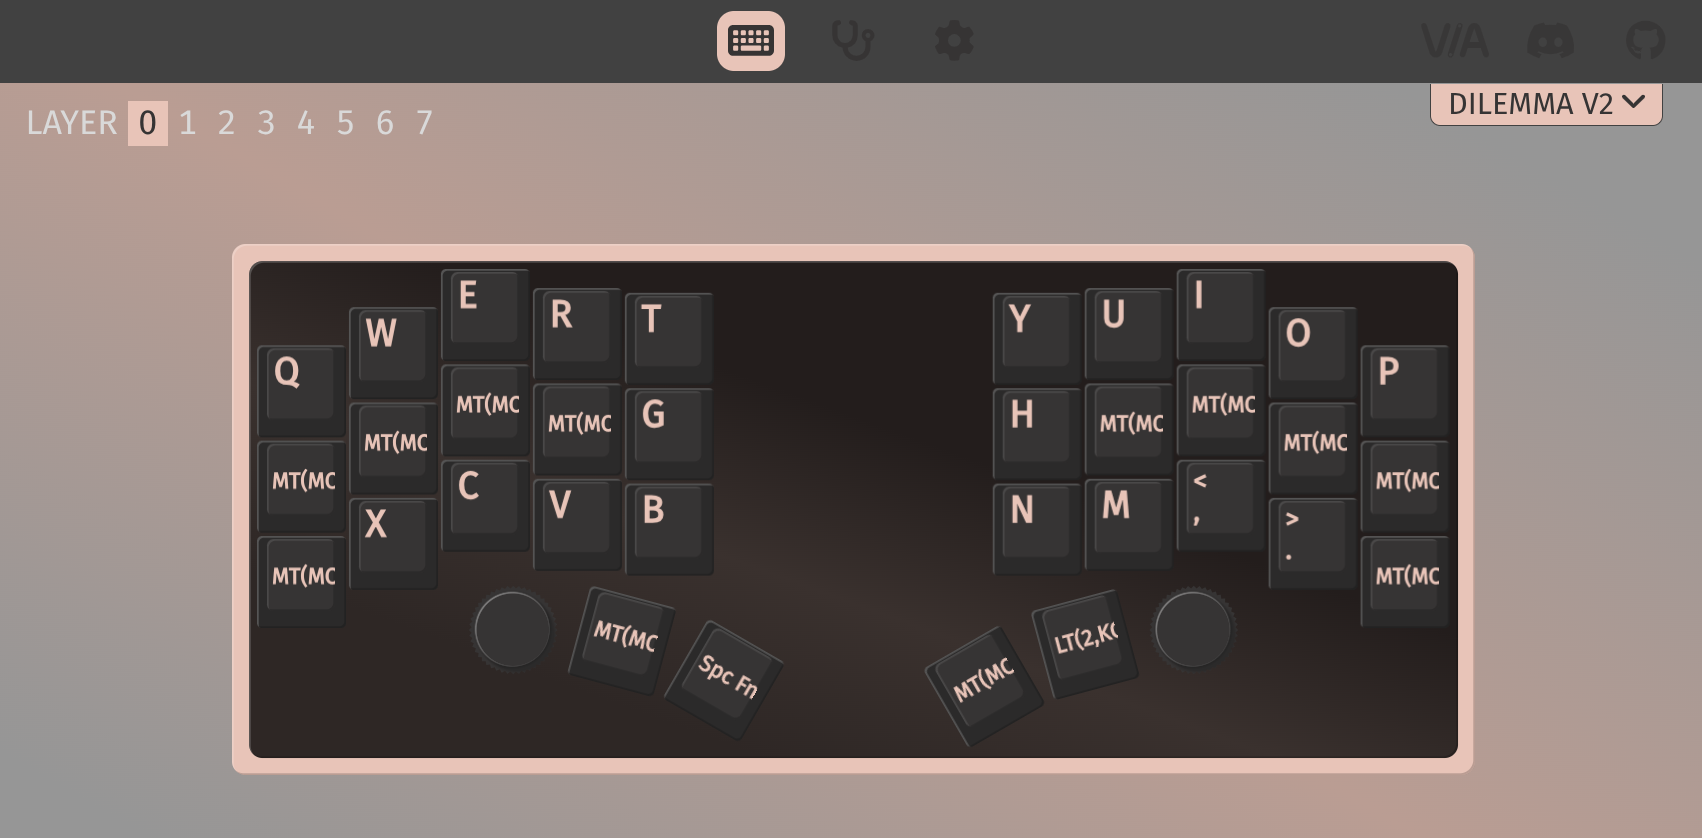 VIA
LAYER 0 1 2 3 4 5 6 7
DILEMMA V2
Q W E R T Y U I O P
MT(MC MT(MC MT(MC MT(MC G H MT(MC MT(MC MT(MC MT(MC
MT(MC X C V B N M < , > . MT(MC
MT(MC Spc Fn MT(MC LT(2,K